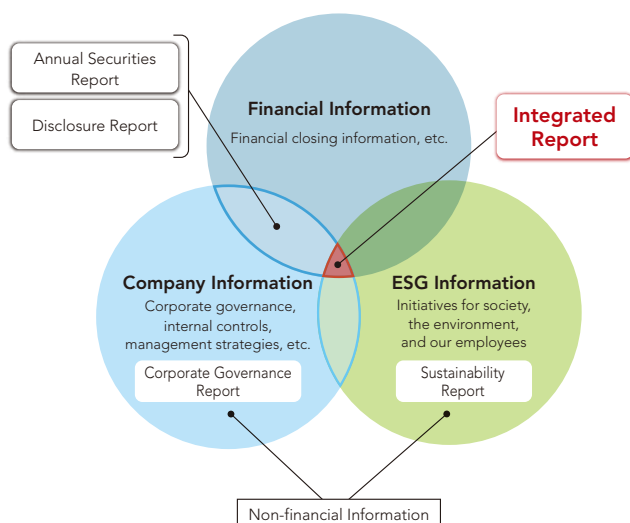 Annual Securities
Report
Disclosure Report
Financial Information
Financial closing information, etc.
Integrated
Report
Company Information
Corporate governance,
internal controls,
management strategies, etc.
Corporate Governance
Report
ESG Information
Initiatives for society,
the environment,
and our employees
Sustainability
Report
Non-financial Information